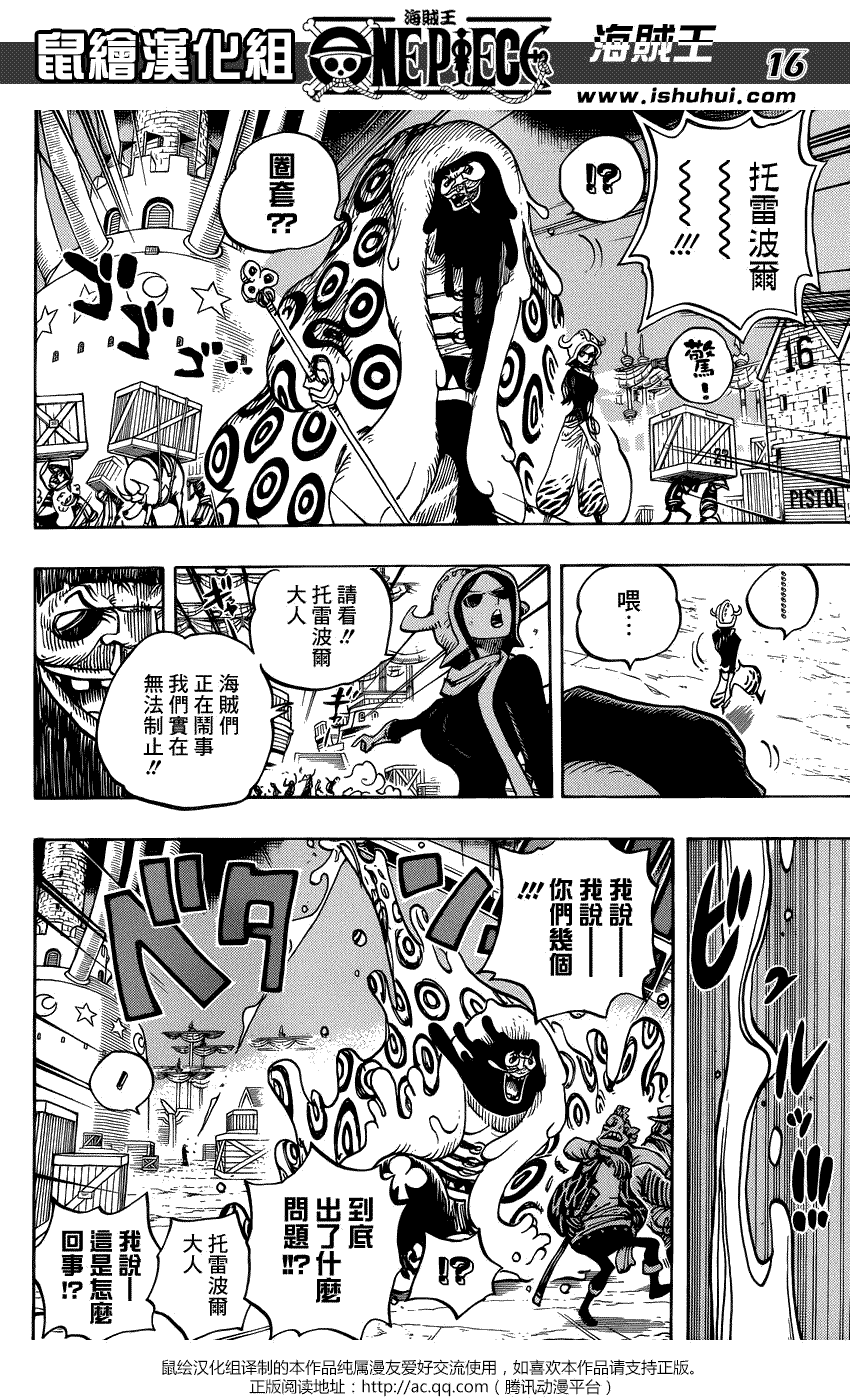 鼠繪漢化組
海賊王
ONE PIECE
海賊王
16
www.ishuhui.com
托雷波爾
~~~~
~~~~!!!
!?
圈套??
驚!
ゴゴゴゴ
16
27
PISTOL
…………
喂…
請看!!
托雷波爾
大人
海賊們
正在鬧事
我們實在
無法制止!!
ビュルルッ!!!!
我說——
我說——
你們幾個
!!!
ベタン
!
到底
出了什麼
問題!!?
!?
托雷波爾
大人
我說—
這是怎麼
回事!?
鼠绘汉化组译制的本作品纯属漫友爱好交流使用，如喜欢本作品请支持正版。
正版阅读地址：http://ac.qq.com（腾讯动漫平台）